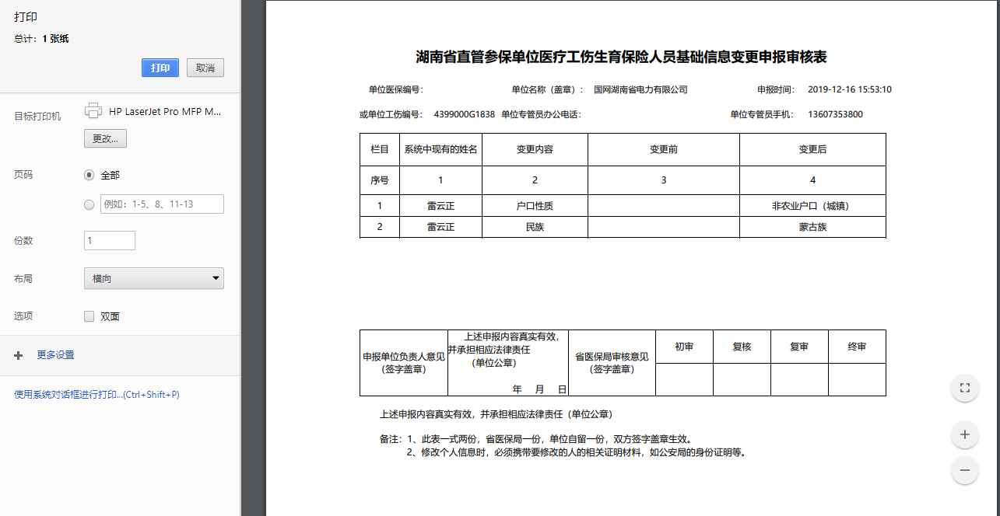 打印
总计：1 张纸
打印 取消
目标打印机 HP LaserJet Pro MFP M...
更改...
页码 全部
例如：1-5、8、11-13
份数 1
布局 横向
选项 双面
更多设置
使用系统对话框进行打印...(Ctrl+Shift+P)
湖南省直管参保单位医疗工伤生育保险人员基础信息变更申报审核表
单位医保编号： 单位名称（盖章）： 国网湖南省电力有限公司 申报时间： 2019-12-16 15:53:10
或单位工伤编号： 4399000G1838 单位专管员办公电话： 单位专管员手机： 13607353800
栏目 系统中现有的姓名 变更内容 变更前 变更后
序号 1 2 3 4
1 雷云正 户口性质 非农业户口（城镇）
2 雷云正 民族 蒙古族
申报单位负责人意见
（签字盖章）
上述申报内容真实有效，
并承担相应法律责任
（单位公章）
年 月 日
省医保局审核意见
（签字盖章）
初审 复核 复审 终审
上述申报内容真实有效，并承担相应法律责任（单位公章）
备注：1、此表一式两份，省医保局一份，单位自留一份，双方签字盖章生效。
2、修改个人信息时，必须携带要修改的人的相关证明材料，如公安局的身份证明等。